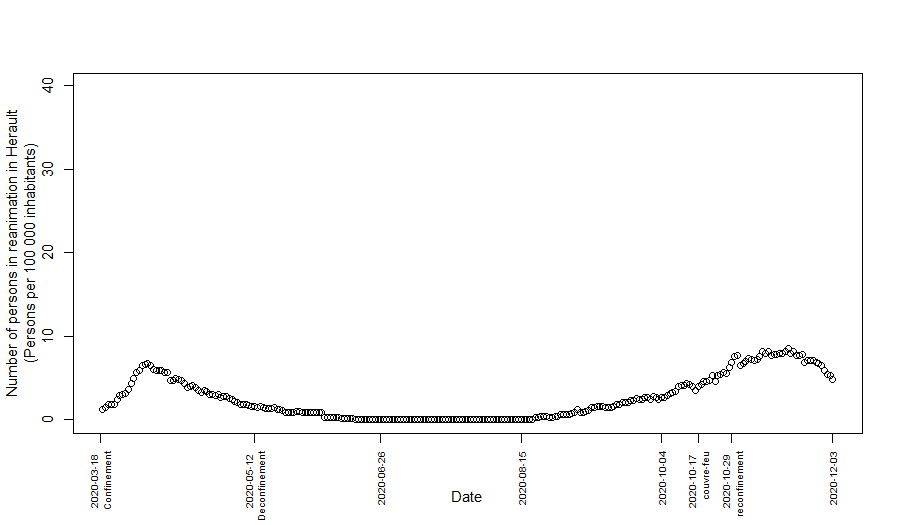 Number of persons in reanimation in Herault
(Persons per 100 000 inhabitants)
40
30
20
10
0
2020-03-18
Confinement
2020-05-12
Deconfinement
2020-06-26
2020-08-15
2020-10-04
2020-10-17
couvre-feu
2020-10-29
reconfinement
2020-12-03
Date